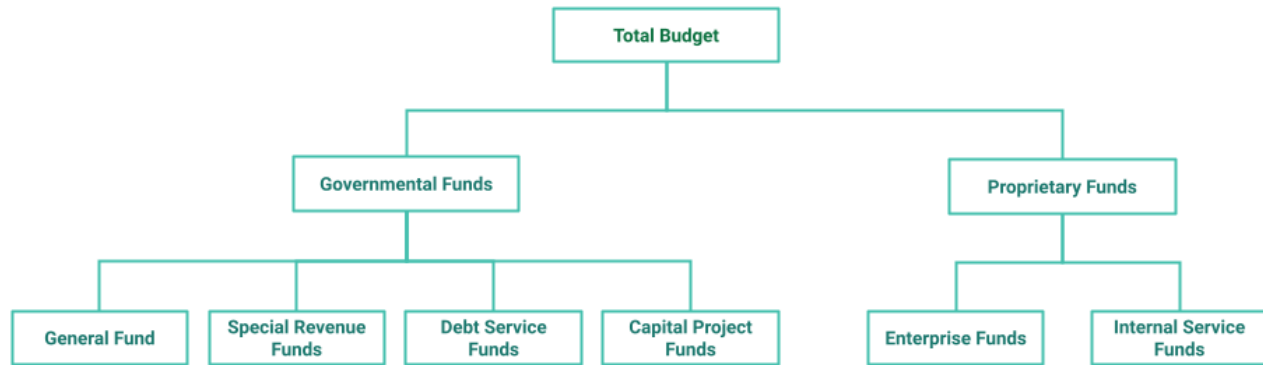 Total Budget
Governmental Funds
Proprietary Funds
General Fund
Special Revenue
Funds
Debt Service
Funds
Capital Project
Funds
Enterprise Funds
Internal Service
Funds